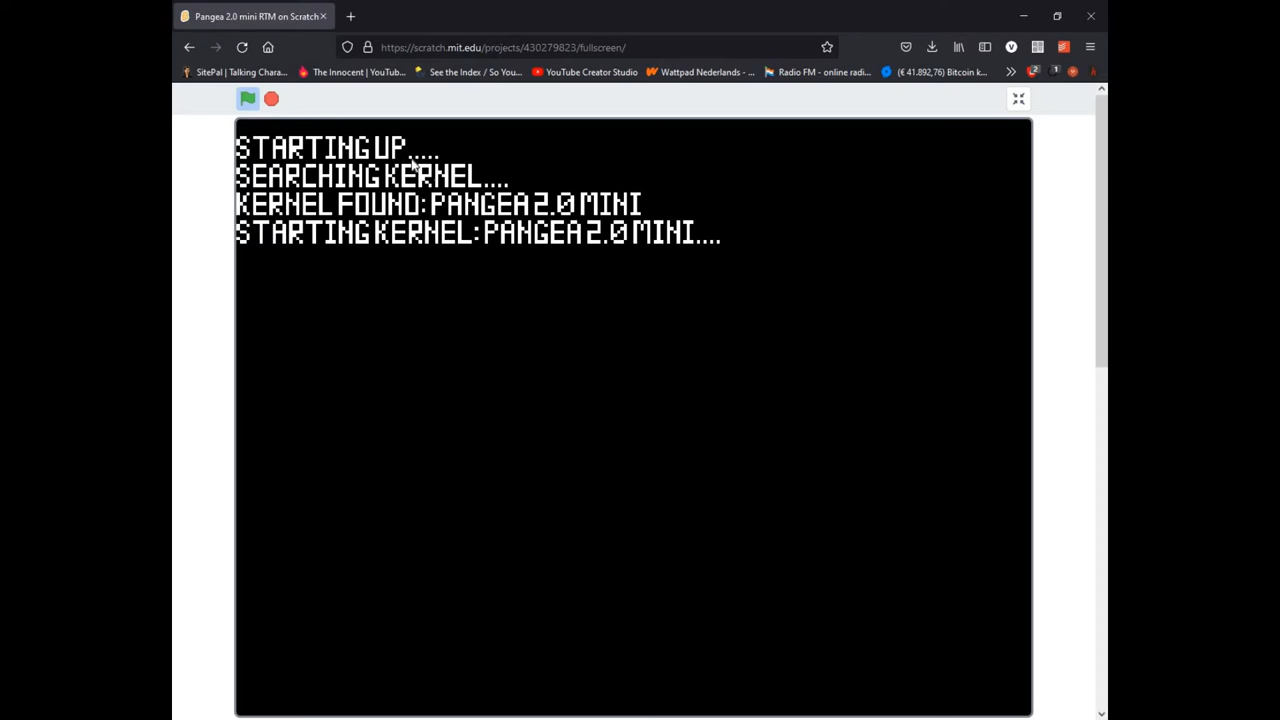 Pangea 2.0 mini RTM on Scratch
https://scratch.mit.edu/projects/430279823/fullscreen/
SitePal | Talking Chara... The Innocent | YouTub... See the Index / So You... YouTube Creator Studio Wattpad Nederlands - ... Radio FM - online radi... (€ 41.892,76) Bitcoin k... 2 1
STARTING UP.....
SEARCHING KERNEL....
KERNEL FOUND: PANGEA 2.0 MINI
STARTING KERNEL: PANGEA 2.0 MINI....